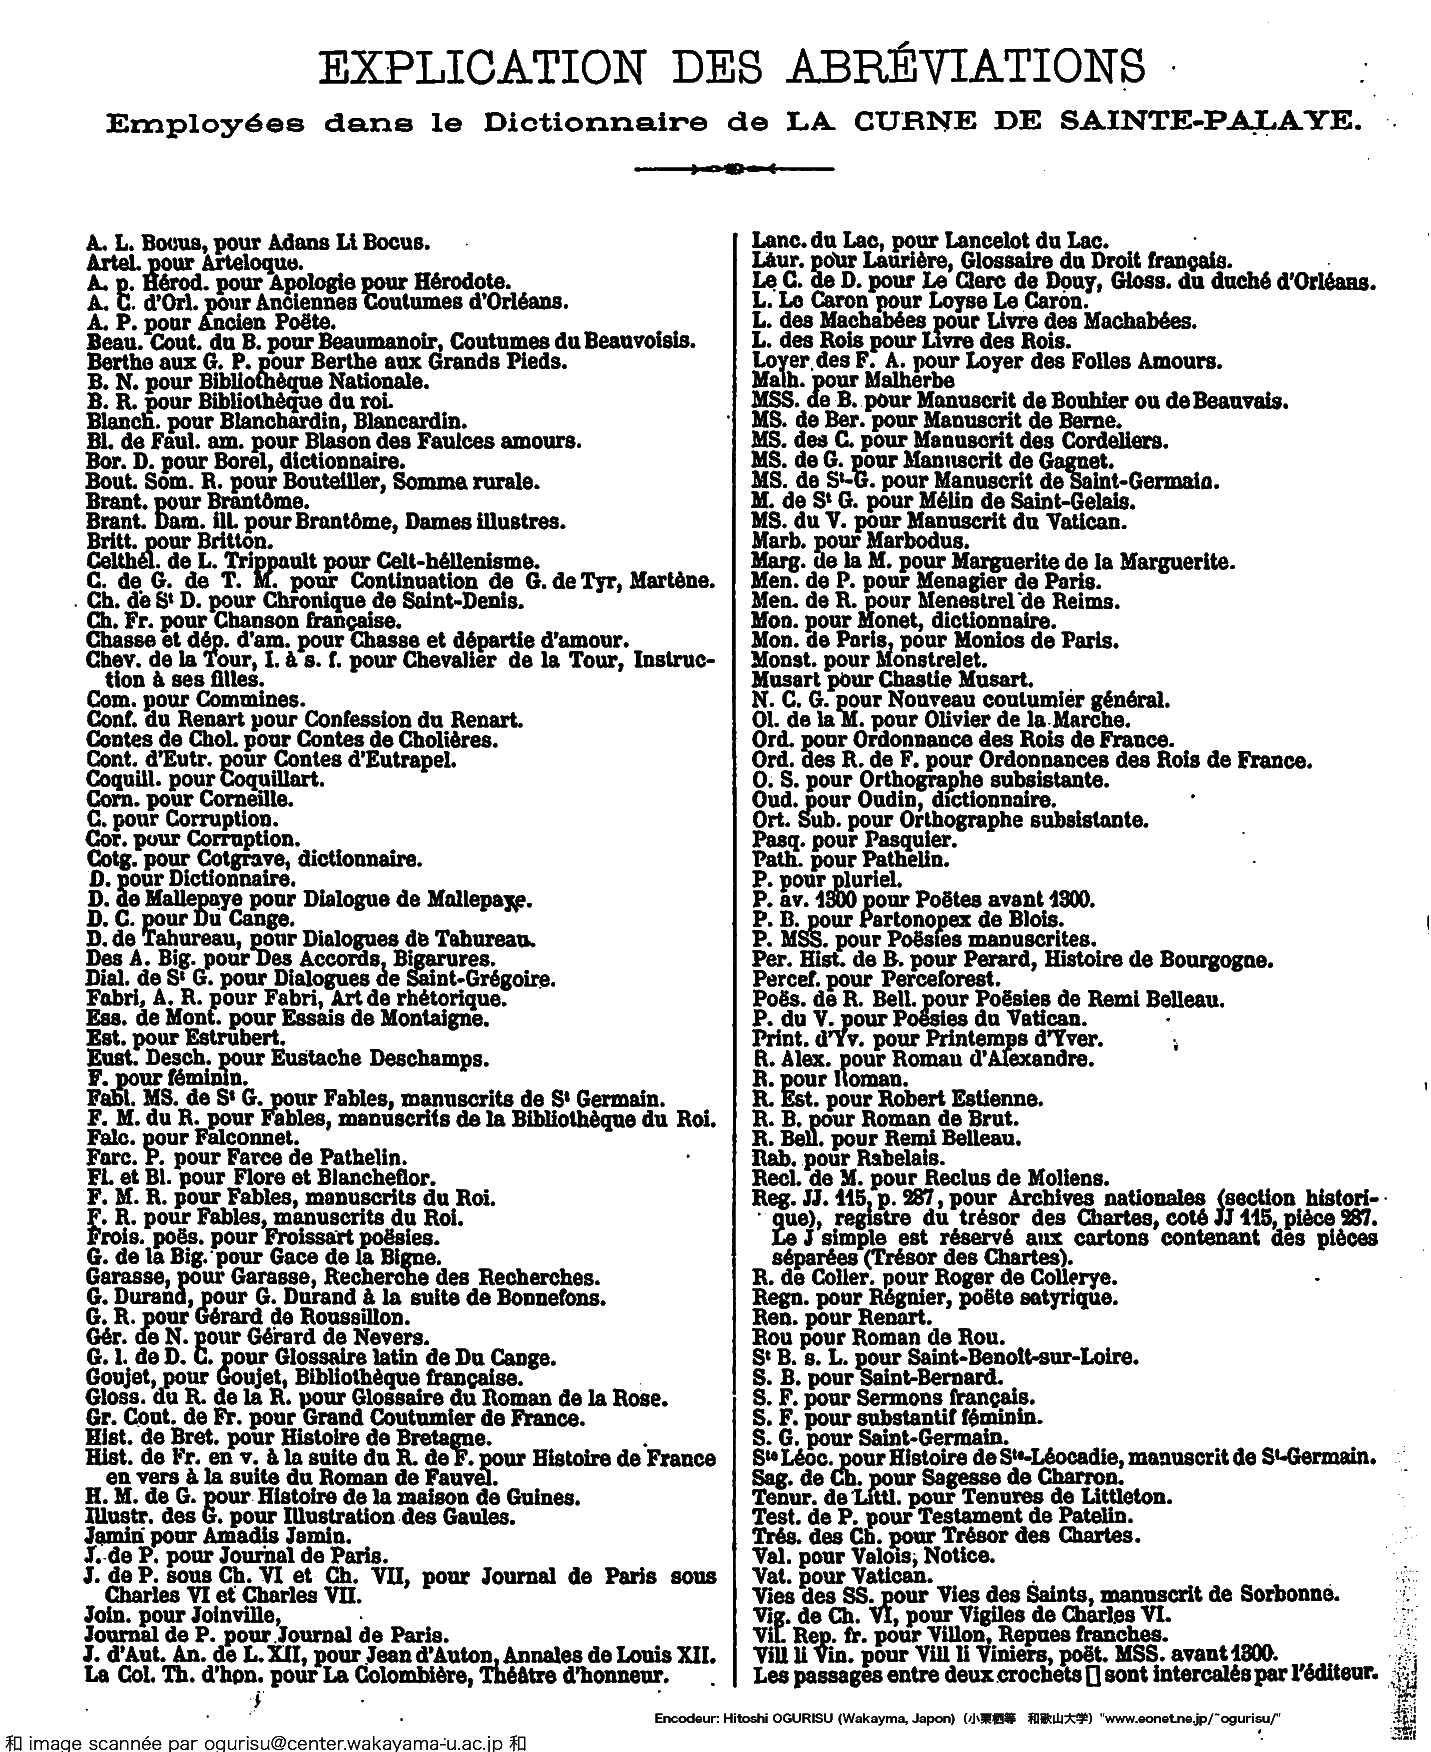 EXPLICATION DES ABRÉVIATIONS
Employées dans le Dictionnaire de LA CURNE DE SAINTE-PALAYE.
A. L. Bocus, pour Adans Li Bocus.
Artel. pour Arteloque.
A. p. Hérod. pour Apologie pour Hérodote.
A. C. d'Orl. pour Anciennes Coutumes d'Orléans.
A. P. pour Ancien Poëte.
Beau. Cout. du B. pour Beaumanoir, Coutumes du Beauvoisis.
Berthe aux G. P. pour Berthe aux Grands Pieds.
B. N. pour Bibliothèque Nationale.
B. R. pour Bibliothèque du roi.
Blanch. pour Blanchardin, Blancardin.
Bl. de Faul. am. pour Blason des Faulces amours.
Bor. D. pour Borel, dictionnaire.
Bout. Som. R. pour Bouteiller, Somme rurale.
Brant. pour Brantôme.
Brant. Dam. ill. pour Brantôme, Dames illustres.
Britt. pour Britton.
Celthél. de L. Trippault pour Celt-héllenisme.
C. de G. de T. M. pour Continuation de G. de Tyr, Martène.
Ch. de St D. pour Chronique de Saint-Denis.
Ch. Fr. pour Chanson française.
Chasse et dép. d'am. pour Chasse et départie d'amour.
Chev. de la Tour, I. à s. f. pour Chevalier de la Tour, Instruc-
tion à ses filles.
Com. pour Commines.
Conf. du Renart pour Confession du Renart.
Contes de Chol. pour Contes de Cholières.
Cont. d'Eutr. pour Contes d'Eutrapel.
Coquill. pour Coquillart.
Corn. pour Corneille.
C. pour Corruption.
Cor. pour Corruption.
Cotg. pour Cotgrave, dictionnaire.
D. pour Dictionnaire.
D. de Mallepaye pour Dialogue de Mallepaye.
D. C. pour Du Cange.
D. de Tahureau, pour Dialogues de Tahureau.
Des A. Big. pour Des Accords, Bigarures.
Dial. de St G. pour Dialogues de Saint-Grégoire.
Fabri, A. R. pour Fabri, Art de rhétorique.
Ess. de Mont. pour Essais de Montaigne.
Est. pour Estrubert.
Eust. Desch. pour Eustache Deschamps.
F. pour féminin.
Fabl. MS. de St G. pour Fables, manuscrits de St Germain.
F. M. du R. pour Fables, manuscrits de la Bibliothèque du Roi.
Falc. pour Falconnet.
Farc. P. pour Farce de Pathelin.
Fl. et Bl. pour Flore et Blancheflor.
F. M. R. pour Fables, manuscrits du Roi.
F. R. pour Fables, manuscrits du Roi.
Frois. poës. pour Froissart poësies.
G. de la Big. pour Gace de la Bigne.
Garasse, pour Garasse, Recherche des Recherches.
G. Durand, pour G. Durand à la suite de Bonnefons.
G. R. pour Gérard de Roussillon.
Gér. de N. pour Gérard de Nevers.
G. l. de D. C. pour Glossaire latin de Du Cange.
Goujet, pour Goujet, Bibliothèque française.
Gloss. du R. de la R. pour Glossaire du Roman de la Rose.
Gr. Cout. de Fr. pour Grand Coutumier de France.
Hist. de Bret. pour Histoire de Bretagne.
Hist. de Fr. en v. à la suite du R. de F. pour Histoire de France
en vers à la suite du Roman de Fauvel.
H. M. de G. pour Histoire de la maison de Guines.
Illustr. des G. pour Illustration des Gaules.
Jamin pour Amadis Jamin.
J. de P. pour Journal de Paris.
J. de P. sous Ch. VI et Ch. VII, pour Journal de Paris sous
Charles VI et Charles VII.
Join. pour Joinville,
Journal de P. pour Journal de Paris.
J. d'Aut. An. de L. XII, pour Jean d'Auton, Annales de Louis XII.
La Col. Th. d'hon. pour La Colombière, Théâtre d'honneur.
Lanc. du Lac, pour Lancelot du Lac.
Laur. pour Laurière, Glossaire du Droit français.
Le C. de D. pour Le Clerc de Douy, Gloss. du duché d'Orléans.
L. Le Caron pour Loyse Le Caron.
L. des Machabées pour Livre des Machabées.
L. des Rois pour Livre des Rois.
Loyer des F. A. pour Loyer des Folles Amours.
Malh. pour Malherbe
MSS. de B. pour Manuscrit de Bouhier ou de Beauvais.
MS. de Ber. pour Manuscrit de Berne.
MS. des C. pour Manuscrit des Cordeliers.
MS. de G. pour Manuscrit de Gagnet.
MS. de St-G. pour Manuscrit de Saint-Germain.
M. de St G. pour Mélin de Saint-Gelais.
MS. du V. pour Manuscrit du Vatican.
Marb. pour Marbodus.
Marg. de la M. pour Marguerite de la Marguerite.
Men. de P. pour Menagier de Paris.
Men. de R. pour Menestrel de Reims.
Mon. pour Monet, dictionnaire.
Mon. de Paris, pour Monios de Paris.
Monst. pour Monstrelet.
Musart pour Chastie Musart.
N. C. G. pour Nouveau coutumier général.
Ol. de la M. pour Olivier de la Marche.
Ord. pour Ordonnance des Rois de France.
Ord. des R. de F. pour Ordonnances des Rois de France.
O. S. pour Orthographe subsistante.
Oud. pour Oudin, dictionnaire.
Ort. Sub. pour Orthographe subsistante.
Pasq. pour Pasquier.
Path. pour Pathelin.
P. pour pluriel.
P. av. 1300 pour Poëtes avant 1300.
P. B. pour Partonopex de Blois.
P. MSS. pour Poësies manuscrites.
Per. Hist. de B. pour Perard, Histoire de Bourgogne.
Percef. pour Perceforest.
Poës. de R. Bell. pour Poësies de Remi Belleau.
P. du V. pour Poësies du Vatican.
Print. d'Yv. pour Printemps d'Yver.
R. Alex. pour Roman d'Alexandre.
R. pour Roman.
R. Est. pour Robert Estienne.
R. B. pour Roman de Brut.
R. Bell. pour Remi Belleau.
Rab. pour Rabelais.
Recl. de M. pour Reclus de Moliens.
Reg. JJ. 115, p. 287, pour Archives nationales (section histori-
que), registre du trésor des Chartes, coté JJ 115, pièce 287.
Le J simple est réservé aux cartons contenant des pièces
séparées (Trésor des Chartes).
R. de Coller. pour Roger de Collerye.
Regn. pour Régnier, poëte satyrique.
Ren. pour Renart.
Rou pour Roman de Rou.
St B. s. L. pour Saint-Benoît-sur-Loire.
S. B. pour Saint-Bernard.
S. F. pour Sermons français.
S. F. pour substantif féminin.
S. G. pour Saint-Germain.
Ste Léoc. pour Histoire de Ste-Léocadie, manuscrit de St-Germain.
Sag. de Ch. pour Sagesse de Charron.
Tenur. de Littl. pour Tenures de Littleton.
Test. de P. pour Testament de Patelin.
Trés. des Ch. pour Trésor des Chartes.
Val. pour Valois, Notice.
Vat. pour Vatican.
Vies des SS. pour Vies des Saints, manuscrit de Sorbonne.
Vig. de Ch. VI, pour Vigiles de Charles VI.
Vil. Rep. fr. pour Villon, Repues franches.
Vill li Vin. pour Vill li Viniers, poët. MSS. avant 1300.
Les passages entre deux crochets [] sont intercalés par l'éditeur.
Encodeur: Hitoshi OGURISU (Wakayma, Japon) (小栗栖等 和歌山大学) "www.eonet.ne.jp/~ogurisu/"
和 image scannée par ogurisu@center.wakayama-u.ac.jp 和